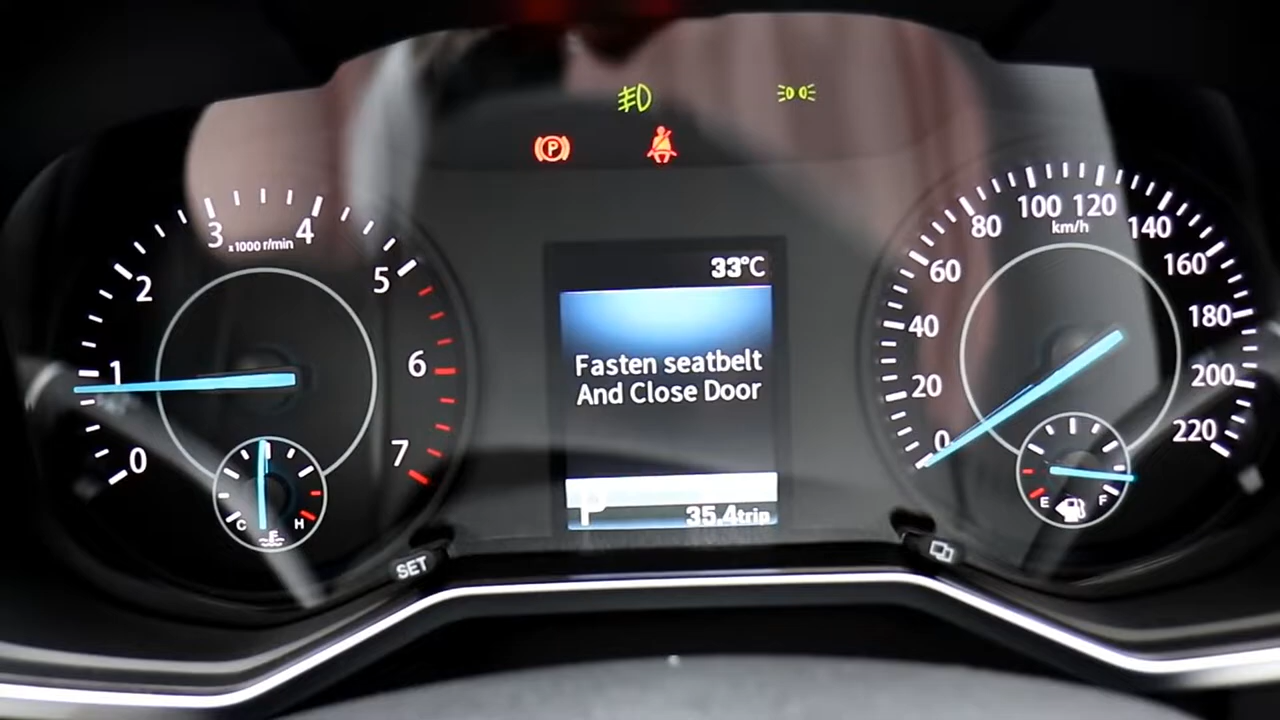 33°C
Fasten seatbelt
And Close Door
P
35.4trip
0
1
2
3
4
5
6
7
x1000 r/min
C
H
0
20
40
60
80
100
120
140
160
180
200
220
km/h
E
F
SET
P